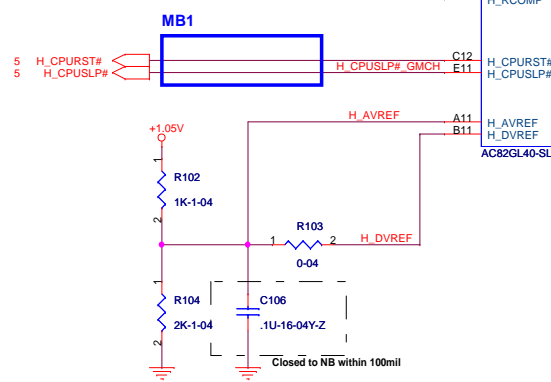 H_RCOMP
MB1
5 H_CPURST# C12 H_CPURST#
5 H_CPUSLP# H_CPUSLP#_GMCH E11 H_CPUSLP#
H_AVREF A11 H_AVREF
B11 H_DVREF
AC82GL40-SL
+1.05V
1
R102
1K-1-04
2
R103
1 2 H_DVREF
0-04
1
R104
2K-1-04
2
C106
.1U-16-04Y-Z
Closed to NB within 100mil